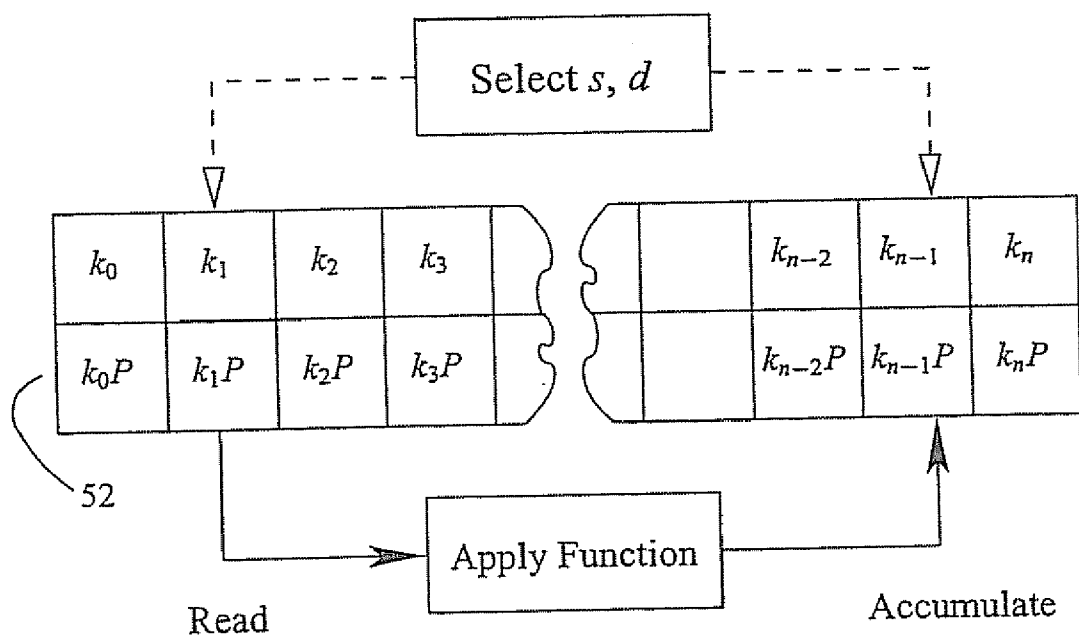 Select s, d
k₀ k₁ k₂ k₃ kₙ₋₂ kₙ₋₁ kₙ
k₀P k₁P k₂P k₃P kₙ₋₂P kₙ₋₁P kₙP
52
Apply Function
Read Accumulate